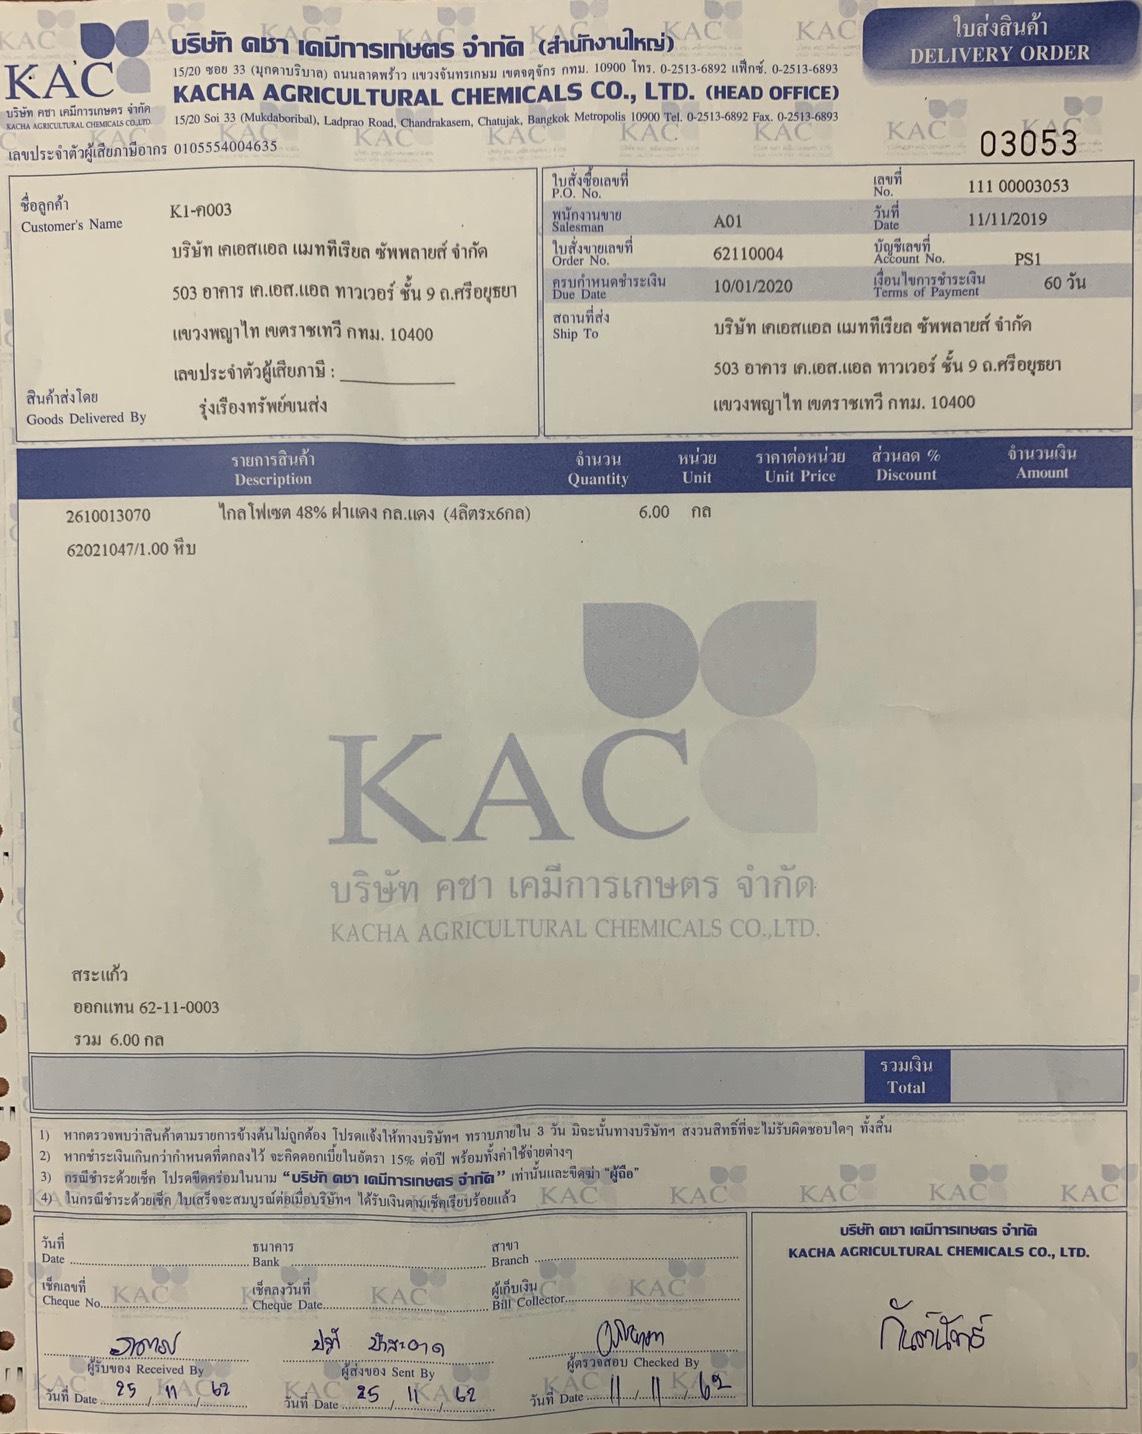 KAC
บริษัท คชา เคมีการเกษตร จำกัด
KACHA AGRICULTURAL CHEMICALS CO.,LTD.
บริษัท คชา เคมีการเกษตร จำกัด (สำนักงานใหญ่)
15/20 ซอย 33 (มุกดาบริบาล) ถนนลาดพร้าว แขวงจันทรเกษม เขตจตุจักร กทม. 10900 โทร. 0-2513-6892 แฟ็กซ์. 0-2513-6893
KACHA AGRICULTURAL CHEMICALS CO., LTD. (HEAD OFFICE)
15/20 Soi 33 (Mukdaboribal), Ladprao Road, Chandrakasem, Chatujak, Bangkok Metropolis 10900 Tel. 0-2513-6892 Fax. 0-2513-6893
เลขประจำตัวผู้เสียภาษีอากร 0105554004635
ใบส่งสินค้า
DELIVERY ORDER
03053
ชื่อลูกค้า
Customer's Name
K1-ค003
บริษัท เคเอสแอล แมททีเรียล ซัพพลายส์ จำกัด
503 อาคาร เค.เอส.แอล ทาวเวอร์ ชั้น 9 ถ.ศรีอยุธยา
แขวงพญาไท เขตราชเทวี กทม. 10400
เลขประจำตัวผู้เสียภาษี :
สินค้าส่งโดย
Goods Delivered By
รุ่งเรืองทรัพย์ขนส่ง
ใบสั่งซื้อเลขที่
P.O. No.
เลขที่
No.
111 00003053
พนักงานขาย
Salesman
A01
วันที่
Date
11/11/2019
ใบสั่งขายเลขที่
Order No.
62110004
บัญชีเลขที่
Account No.
PS1
ครบกำหนดชำระเงิน
Due Date
10/01/2020
เงื่อนไขการชำระเงิน
Terms of Payment
60 วัน
สถานที่ส่ง
Ship To
บริษัท เคเอสแอล แมททีเรียล ซัพพลายส์ จำกัด
503 อาคาร เค.เอส.แอล ทาวเวอร์ ชั้น 9 ถ.ศรีอยุธยา
แขวงพญาไท เขตราชเทวี กทม. 10400
รายการสินค้า จำนวน หน่วย ราคาต่อหน่วย ส่วนลด % จำนวนเงิน
Description Quantity Unit Unit Price Discount Amount
2610013070 ไกลโฟเซต 48% ฝาแดง กล.แดง (4ลิตรx6กล) 6.00 กล
62021047/1.00 หีบ
KAC
บริษัท คชา เคมีการเกษตร จำกัด
KACHA AGRICULTURAL CHEMICALS CO.,LTD.
สระแก้ว
ออกแทน 62-11-0003
รวม 6.00 กล
รวมเงิน
Total
1) หากตรวจพบว่าสินค้าตามรายการข้างต้นไม่ถูกต้อง โปรดแจ้งให้ทางบริษัทฯ ทราบภายใน 3 วัน มิฉะนั้นทางบริษัทฯ สงวนสิทธิ์ที่จะไม่รับผิดชอบใดๆ ทั้งสิ้น
2) หากชำระเงินเกินกว่ากำหนดที่ตกลงไว้ จะคิดดอกเบี้ยในอัตรา 15% ต่อปี พร้อมทั้งค่าใช้จ่ายต่างๆ
3) กรณีชำระด้วยเช็ค โปรดขีดคร่อมในนาม "บริษัท คชา เคมีการเกษตร จำกัด" เท่านั้นและขีดฆ่า "ผู้ถือ"
4) ในกรณีชำระด้วยเช็ค ใบเสร็จจะสมบูรณ์ต่อเมื่อบริษัทฯ ได้รับเงินตามเช็คเรียบร้อยแล้ว
วันที่ ธนาคาร สาขา
Date Bank Branch
เช็คเลขที่ เช็คลงวันที่ ผู้เก็บเงิน
Cheque No. Cheque Date Bill Collector
ผู้รับของ Received By ผู้ส่งของ Sent By ผู้ตรวจสอบ Checked By
วันที่ Date 25/11/62 วันที่ Date 25/11/62 วันที่ Date 11/11/62
บริษัท คชา เคมีการเกษตร จำกัด
KACHA AGRICULTURAL CHEMICALS CO., LTD.